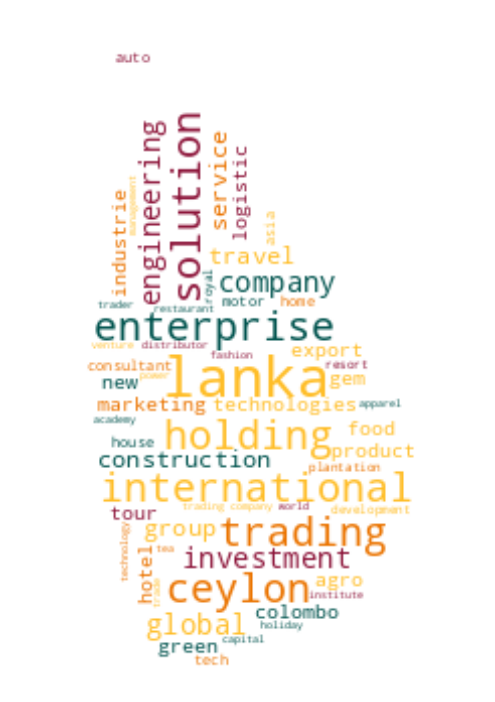 auto
solution
engineering
service
logistic
industrie
management
asia
travel
royal
company
trader
restaurant
motor
home
enterprise
venture
distributor
fashion
export
consultant
power
lanka
resort
new
gem
marketing
technologies
apparel
academy
holding
food
house
product
construction
plantation
international
trading company
world
development
tour
group
trading
technology
tea
investment
hotel
trade
ceylon
agro
institute
colombo
global
holiday
green
capital
tech